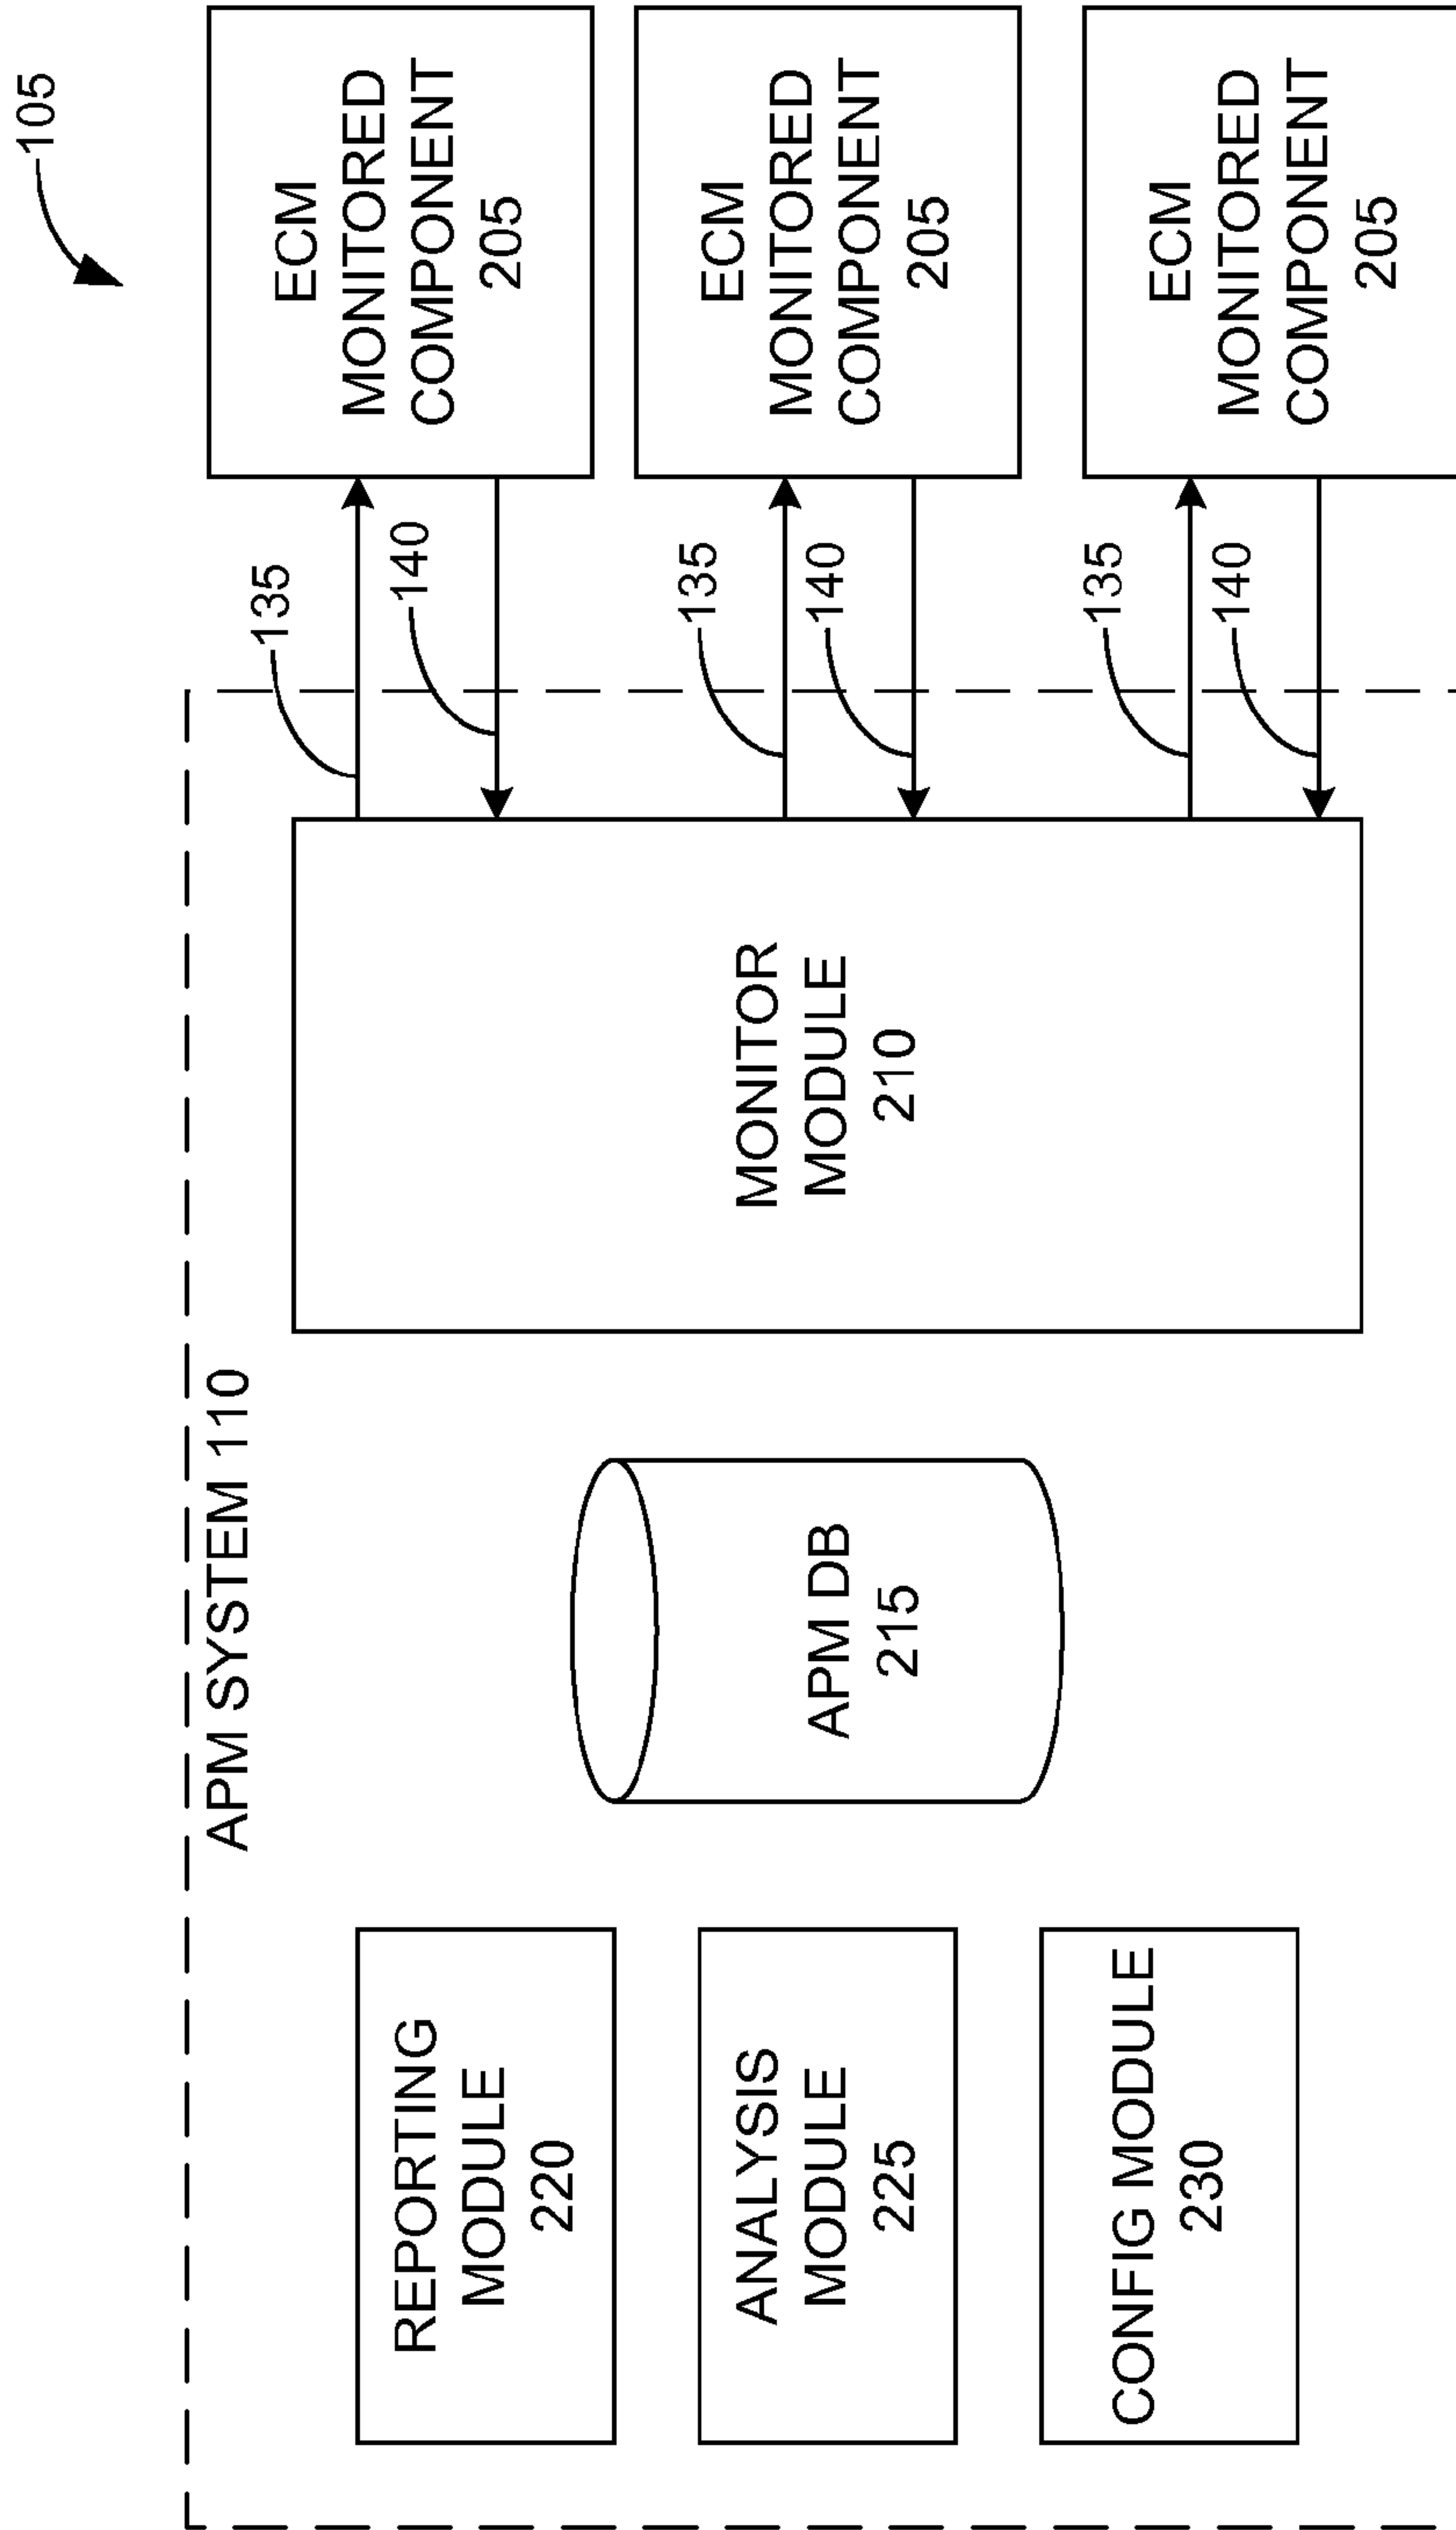 105
APM SYSTEM 110
REPORTING
MODULE
220
ANALYSIS
MODULE
225
CONFIG MODULE
230
APM DB
215
MONITOR
MODULE
210
135
140
135
140
135
140
ECM
MONITORED
COMPONENT
205
ECM
MONITORED
COMPONENT
205
ECM
MONITORED
COMPONENT
205